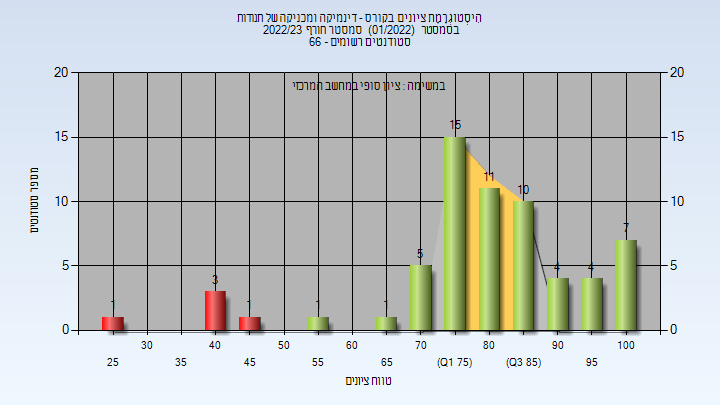 היסטוגרמת ציונים בקורס - דינמיקה ומכניקה של תנודות
בסמסטר (01/2022) סמסטר חורף 2022/23
סטודנטים רשומים - 66
במשימה : ציון סופי במחשב המרכזי
מספר סטודנטים
20
15
10
5
0
20
15
10
5
0
1
3
1
1
1
5
15
11
10
4
4
7
30 40 50 60 70 80 90 100
25 35 45 55 65 (Q1 75) (Q3 85) 95
טווח ציונים